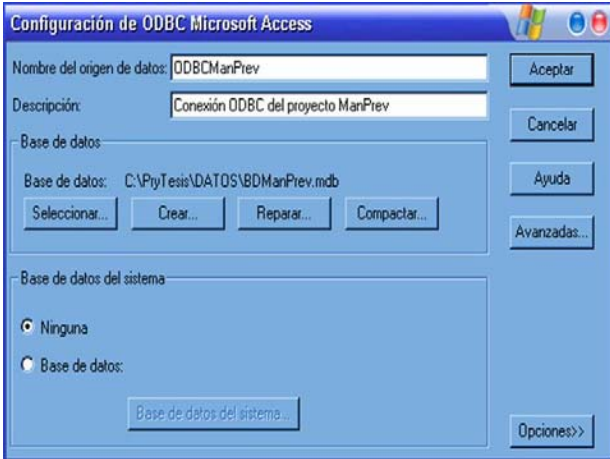 Configuración de ODBC Microsoft Access
Nombre del origen de datos: ODBCManPrev
Descripción: Conexión ODBC del proyecto ManPrev
Base de datos
Base de datos: C:\PryTesis\DATOS\BDManPrev.mdb
Seleccionar... Crear... Reparar... Compactar...
Base de datos del sistema
Ninguna
Base de datos:
Base de datos del sistema...
Aceptar
Cancelar
Ayuda
Avanzadas...
Opciones>>